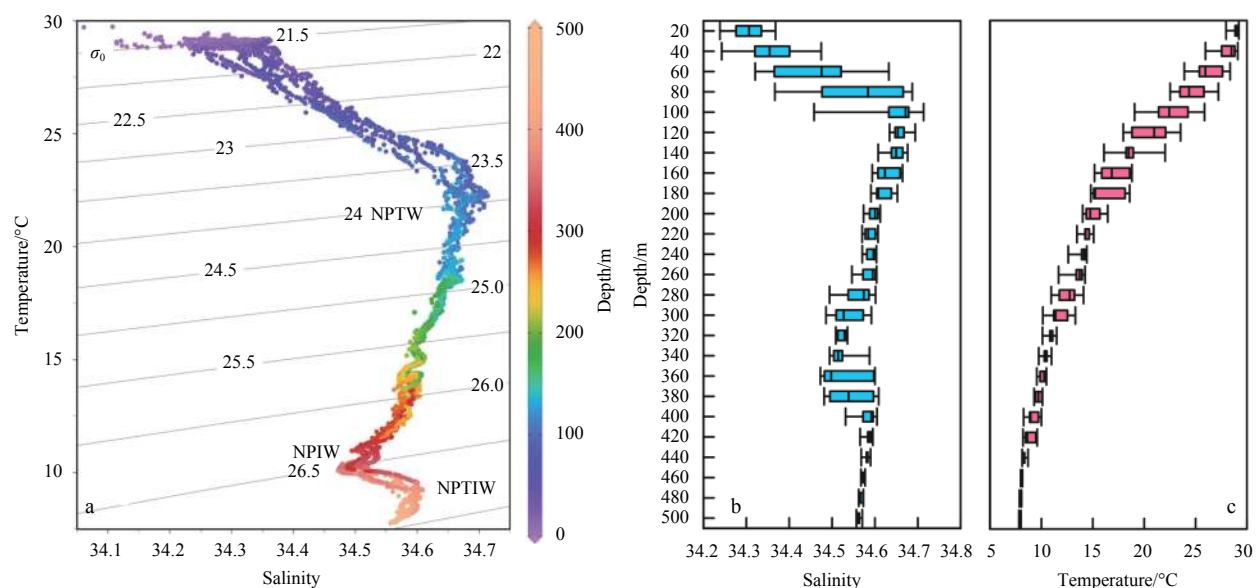 30
25
20
15
10
Temperature/°C
σ0
21.5
22
22.5
23
23.5
24 NPTW
24.5
25.0
25.5
26.0
NPIW
26.5
NPTIW
a
34.1 34.2 34.3 34.4 34.5 34.6 34.7
Salinity
500
400
300
200
100
0
Depth/m
20
40
60
80
100
120
140
160
180
200
220
240
260
280
300
320
340
360
380
400
420
440
460
480
500
Depth/m
b
34.2 34.3 34.4 34.5 34.6 34.7 34.8
Salinity
c
5 10 15 20 25 30
Temperature/°C